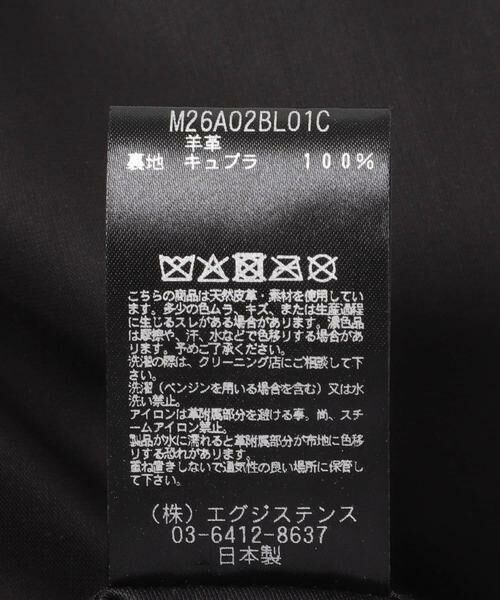 M26A02BL01C
羊革
裏地 キュプラ 100%
こちらの商品は天然皮革・素材を使用してい
ます。多少の色ムラ、キズ、または生産過程
に生じるスレがある場合があります。濃色品
は摩擦や、汗、水などで色移りする場合があ
ります。予めご了承ください。
洗濯の際は、クリーニング店にご相談して下
さい。
洗濯（ベンジンを用いる場合を含む）又は水
洗い禁止。
アイロンは革附属部分を避ける事。尚、スチ
ームアイロン禁止。
製品が水に濡れると革附属部分が布地に色移
りする恐れがあります。
重ね置きしないで通気性の良い場所に保管し
て下さい。
（株）エグジステンス
03-6412-8637
日本製